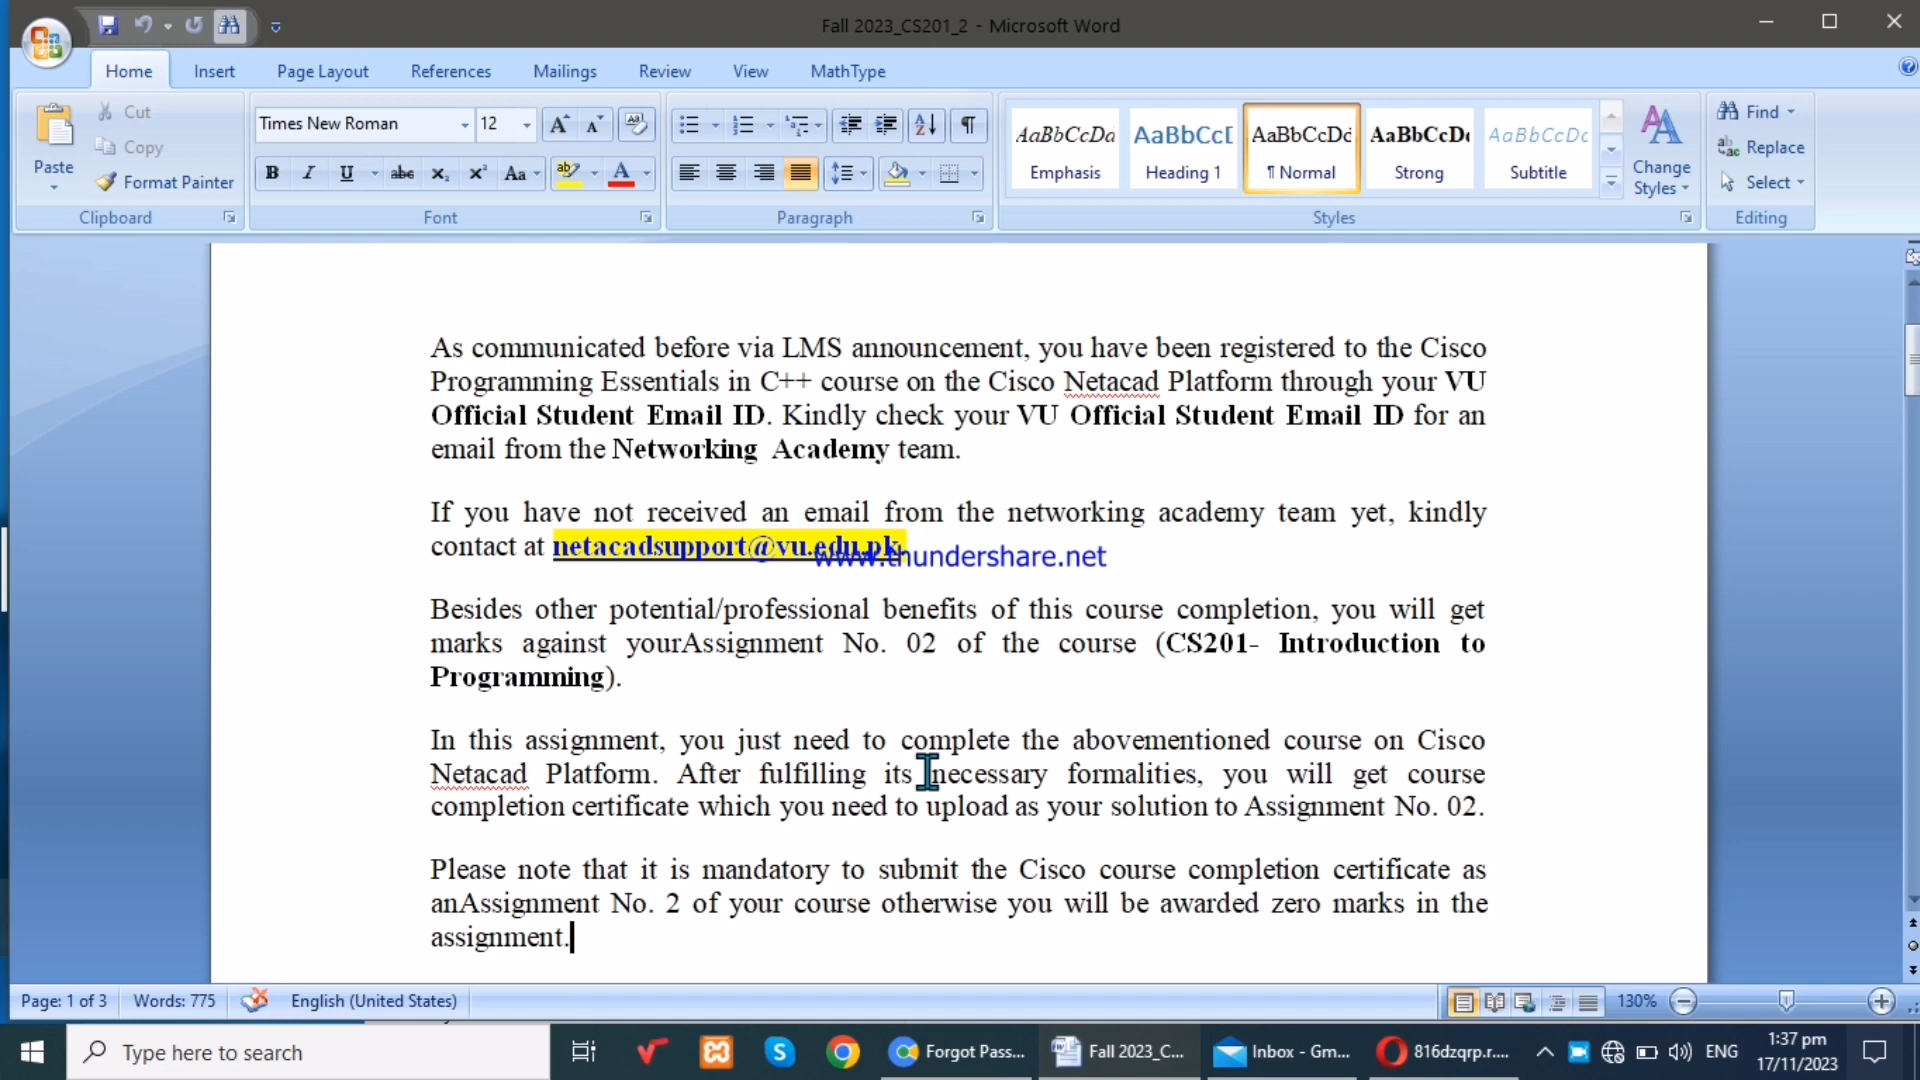 Fall 2023_CS201_2 - Microsoft Word
Home Insert Page Layout References Mailings Review View MathType
Paste
Cut
Copy
Format Painter
Clipboard
Times New Roman 12
Font
Paragraph
AaBbCcDd AaBbCcD AaBbCcDd AaBbCcDd AaBbCcDc
Emphasis Heading 1 ¶ Normal Strong Subtitle
Change
Styles
Styles
Find
Replace
Select
Editing
As communicated before via LMS announcement, you have been registered to the Cisco
Programming Essentials in C++ course on the Cisco Netacad Platform through your VU
Official Student Email ID. Kindly check your VU Official Student Email ID for an
email from the Networking Academy team.
If you have not received an email from the networking academy team yet, kindly
contact at netacadsupport@vu.edu.pk.
www.thundershare.net
Besides other potential/professional benefits of this course completion, you will get
marks against yourAssignment No. 02 of the course (CS201- Introduction to
Programming).
In this assignment, you just need to complete the abovementioned course on Cisco
Netacad Platform. After fulfilling its necessary formalities, you will get course
completion certificate which you need to upload as your solution to Assignment No. 02.
Please note that it is mandatory to submit the Cisco course completion certificate as
anAssignment No. 2 of your course otherwise you will be awarded zero marks in the
assignment.
Page: 1 of 3 Words: 775 English (United States) 130%
Type here to search Forgot Pass... Fall 2023_C... Inbox - Gm... 816dzqrp.r.... ENG 1:37 pm
17/11/2023